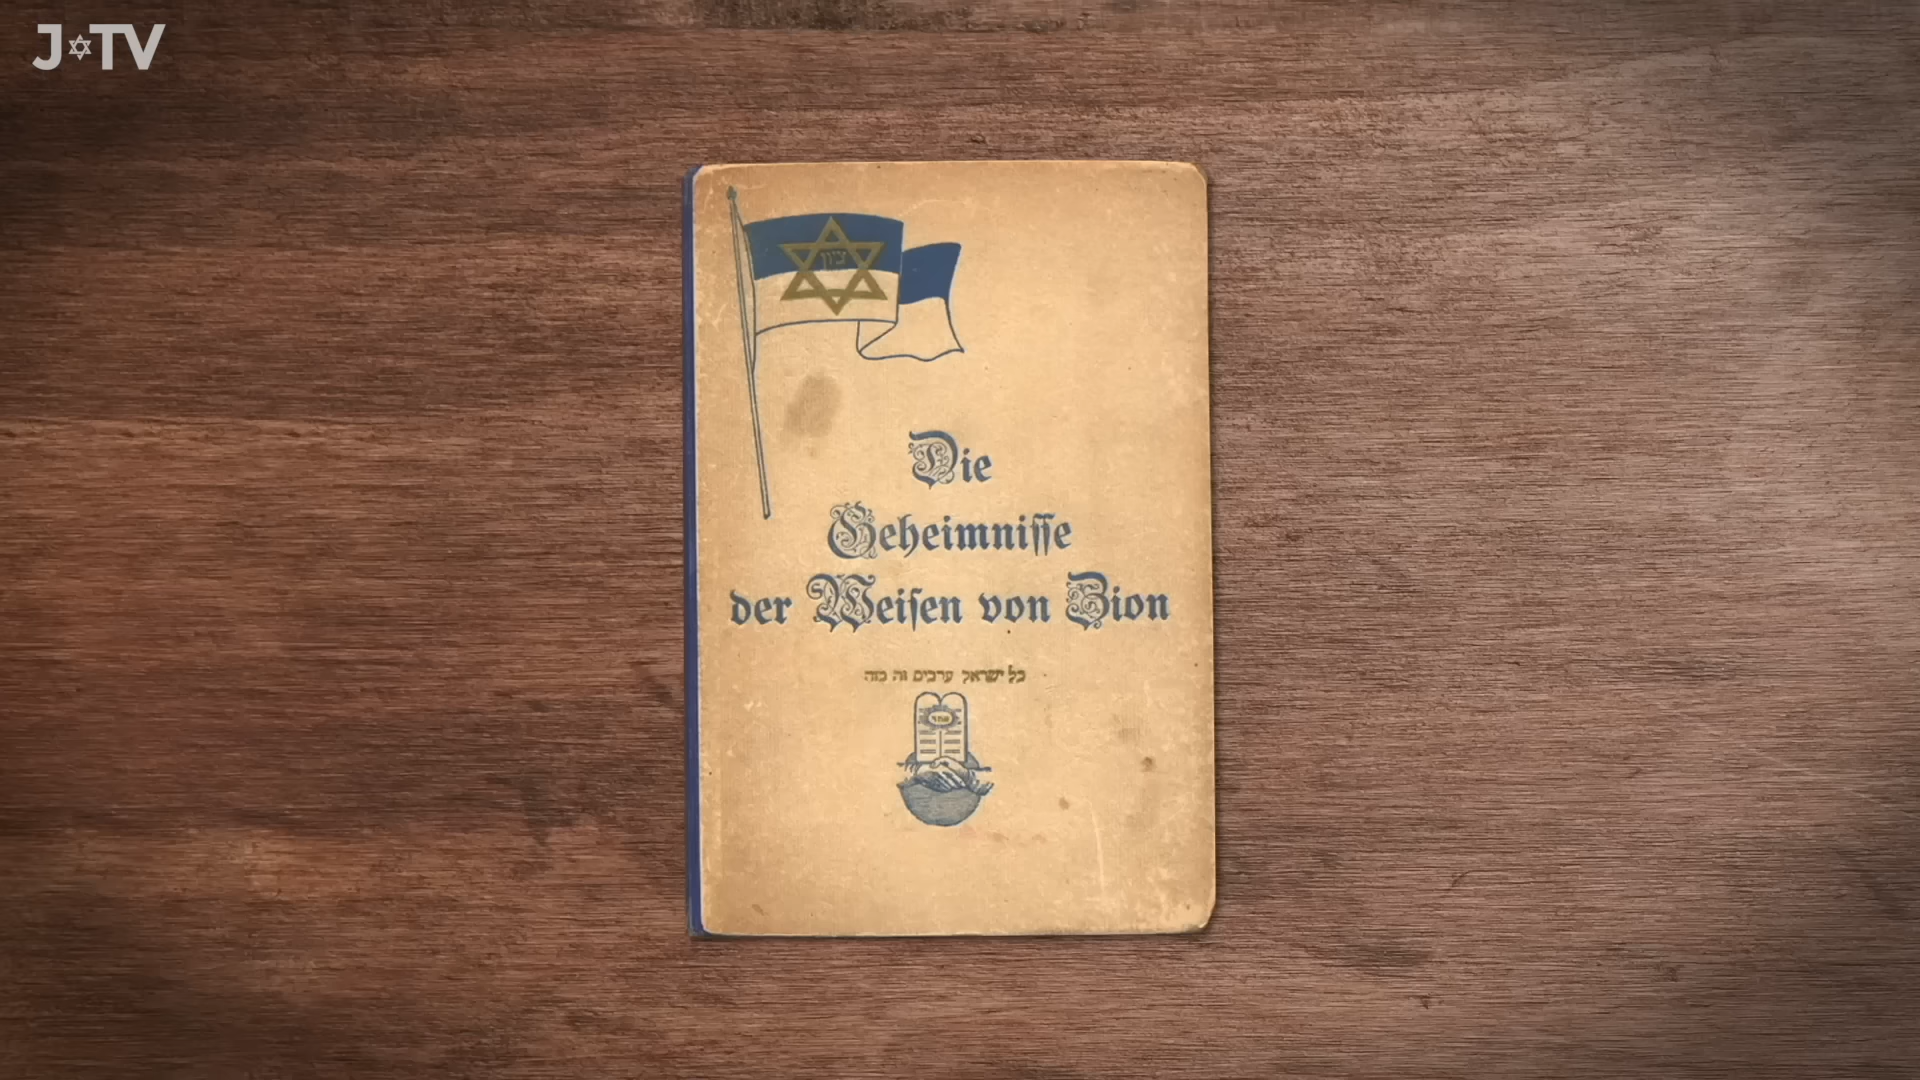 J✡TV
ציון
Die
Geheimniſſe
der Weiſen von Zion
כל ישראל ערבים זה בזה